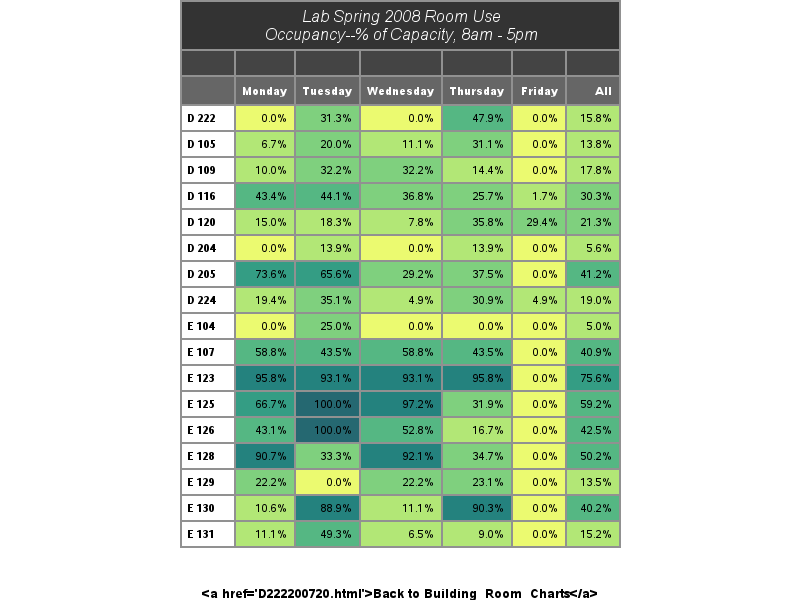 Lab Spring 2008 Room Use
Occupancy--% of Capacity, 8am - 5pm
Monday Tuesday Wednesday Thursday Friday All
D 222 0.0% 31.3% 0.0% 47.9% 0.0% 15.8%
D 105 6.7% 20.0% 11.1% 31.1% 0.0% 13.8%
D 109 10.0% 32.2% 32.2% 14.4% 0.0% 17.8%
D 116 43.4% 44.1% 36.8% 25.7% 1.7% 30.3%
D 120 15.0% 18.3% 7.8% 35.8% 29.4% 21.3%
D 204 0.0% 13.9% 0.0% 13.9% 0.0% 5.6%
D 205 73.6% 65.6% 29.2% 37.5% 0.0% 41.2%
D 224 19.4% 35.1% 4.9% 30.9% 4.9% 19.0%
E 104 0.0% 25.0% 0.0% 0.0% 0.0% 5.0%
E 107 58.8% 43.5% 58.8% 43.5% 0.0% 40.9%
E 123 95.8% 93.1% 93.1% 95.8% 0.0% 75.6%
E 125 66.7% 100.0% 97.2% 31.9% 0.0% 59.2%
E 126 43.1% 100.0% 52.8% 16.7% 0.0% 42.5%
E 128 90.7% 33.3% 92.1% 34.7% 0.0% 50.2%
E 129 22.2% 0.0% 22.2% 23.1% 0.0% 13.5%
E 130 10.6% 88.9% 11.1% 90.3% 0.0% 40.2%
E 131 11.1% 49.3% 6.5% 9.0% 0.0% 15.2%
<a href='D222200720.html'>Back to Building_Room_Charts</a>